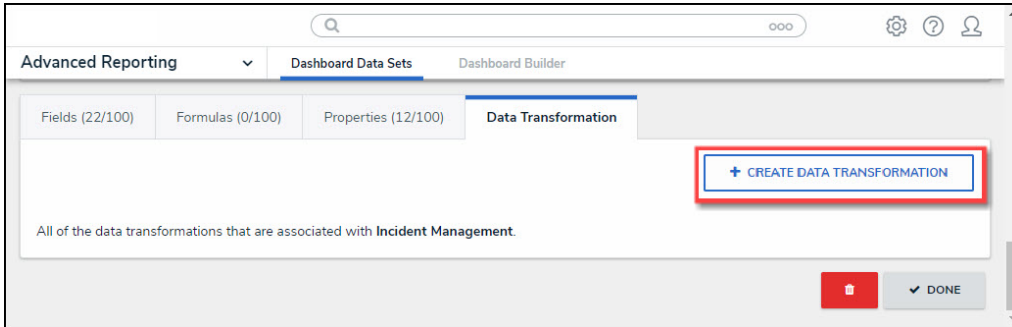 Advanced Reporting
Dashboard Data Sets
Dashboard Builder
Fields (22/100)
Formulas (0/100)
Properties (12/100)
Data Transformation
+ CREATE DATA TRANSFORMATION
All of the data transformations that are associated with Incident Management.
DONE